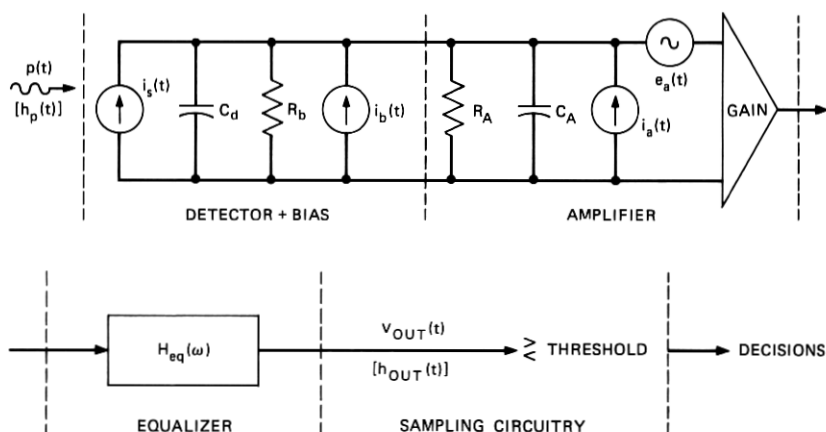 p(t)
[h_p(t)]
i_s(t)
C_d
R_b
i_b(t)
R_A
C_A
i_a(t)
e_a(t)
GAIN
DETECTOR + BIAS
AMPLIFIER
H_eq(ω)
v_OUT(t)
[h_OUT(t)]
> < THRESHOLD
DECISIONS
EQUALIZER
SAMPLING CIRCUITRY